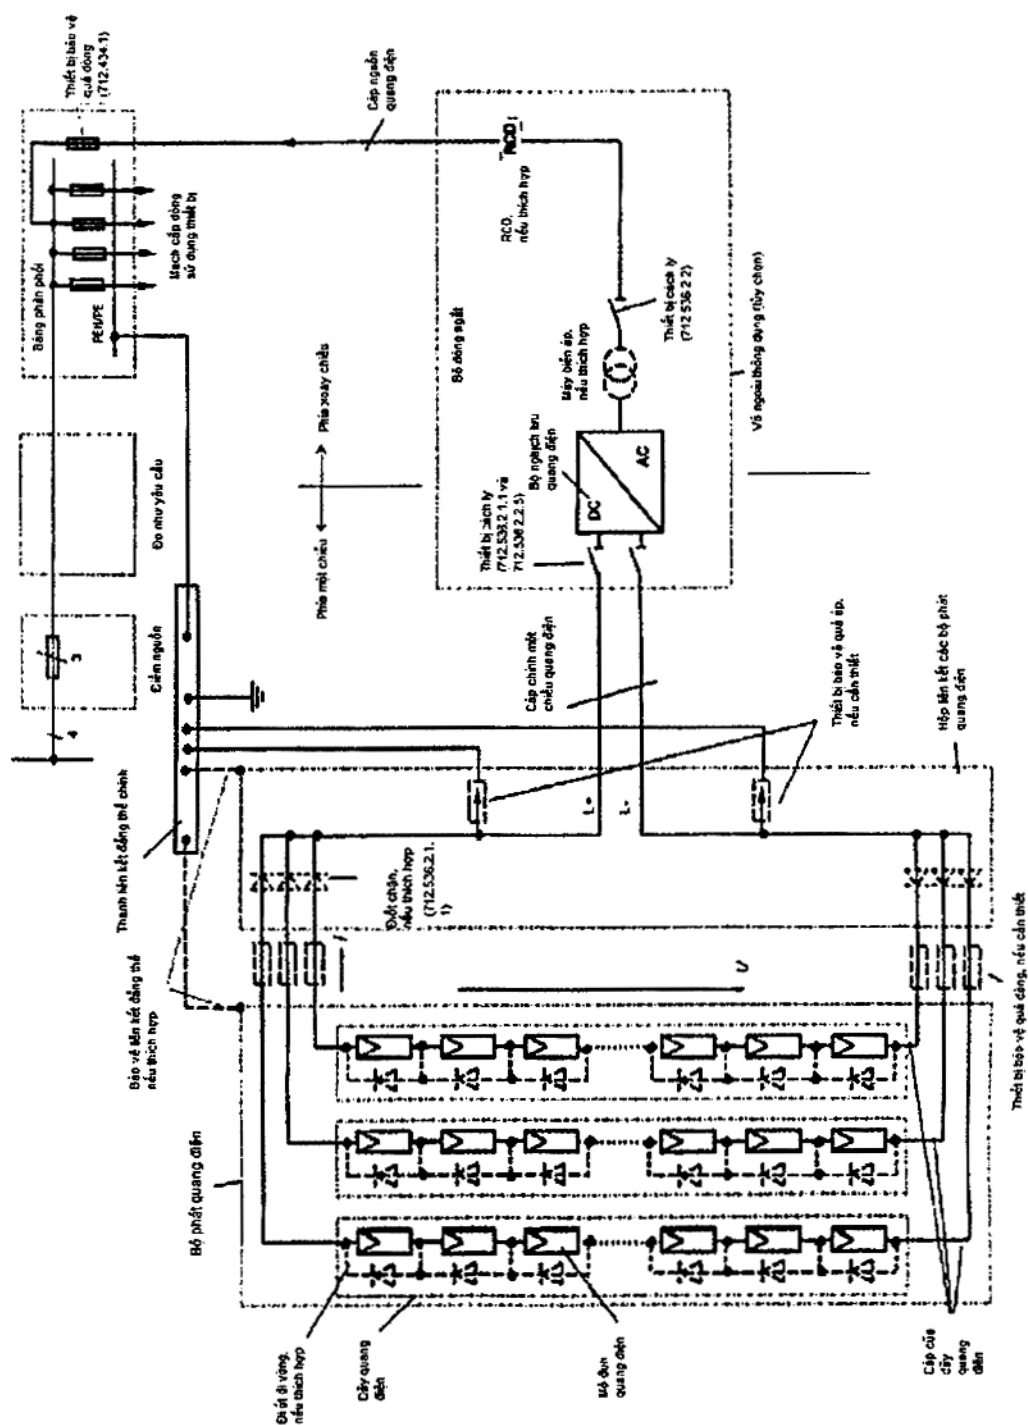 Bộ phát quang điện
Đi ốt đi vòng,
nếu thích hợp
Dãy quang
điện
Mô đun
quang điện
Cáp của
dãy
quang
điện
Bảo vệ liên kết đẳng thế
nếu thích hợp
Thanh liên kết đẳng thế chính
Điốt chặn,
nếu thích hợp
(712.536.2.1.
1)
U
Thiết bị bảo vệ quá dòng, nếu cần thiết
L+
L-
4
3
Điểm nguồn
Đo như yêu cầu
Bảng phân phối
PEN/PE
Thiết bị bảo vệ
quá dòng
(712.434.1)
Mạch cấp dòng
sử dụng thiết bị
Phía một chiều
Phía xoay chiều
Cáp nguồn
quang điện
Bộ đóng ngắt
Thiết bị cách ly
(712.536.2.1.1 và
712.536.2.2.5)
Bộ nghịch lưu
quang điện
DC
AC
Máy biến áp,
nếu thích hợp
RCD,
nếu thích hợp
RCD
Thiết bị cách ly
(712.536.2.2)
Cáp chính một
chiều quang điện
Thiết bị bảo vệ quá áp,
nếu cần thiết
Vỏ ngoài thông dụng (tùy chọn)
Hộp liên kết các bộ phát
quang điện